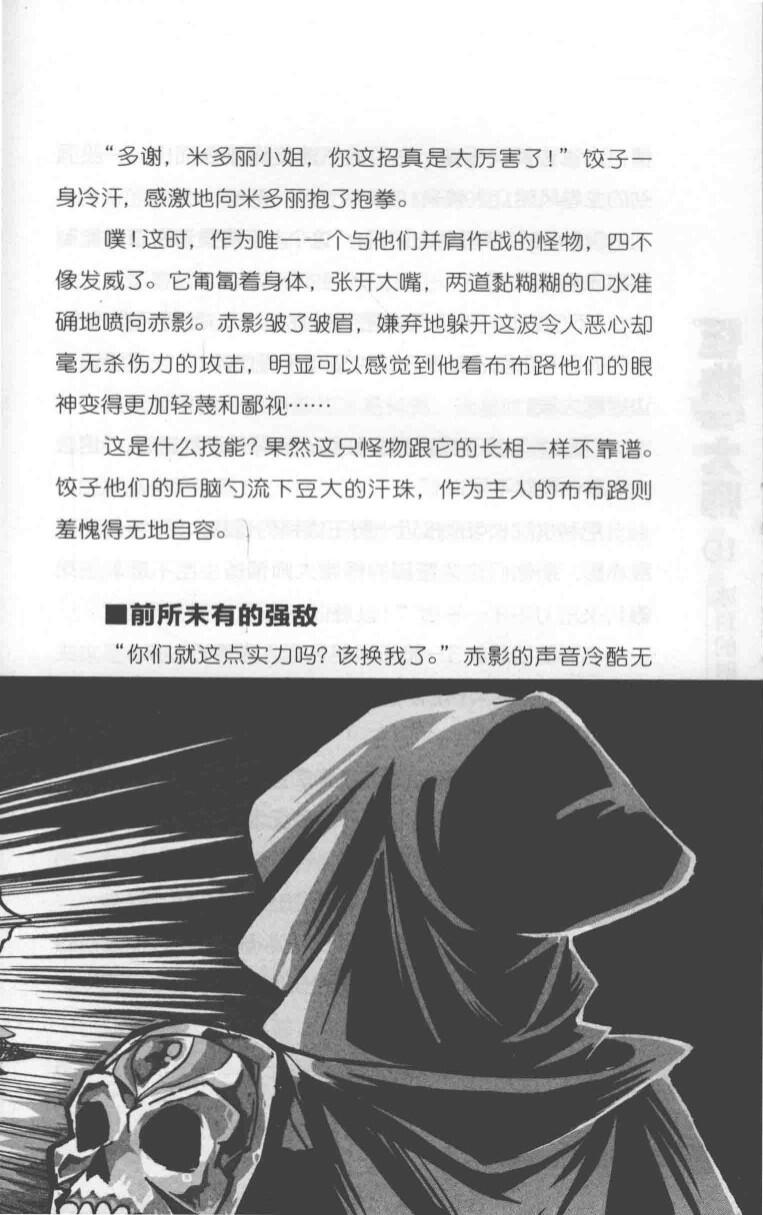 “多谢，米多丽小姐，你这招真是太厉害了！”饺子一
身冷汗，感激地向米多丽抱了抱拳。
噗！这时，作为唯一一个与他们并肩作战的怪物，四不
像发威了。它匍匐着身体，张开大嘴，两道黏糊糊的口水准
确地喷向赤影。赤影皱了皱眉，嫌弃地躲开这波令人恶心却
毫无杀伤力的攻击，明显可以感觉到他看布布路他们的眼
神变得更加轻蔑和鄙视……
这是什么技能？果然这只怪物跟它的长相一样不靠谱。
饺子他们的后脑勺流下豆大的汗珠，作为主人的布布路则
羞愧得无地自容。
■前所未有的强敌
“你们就这点实力吗？该换我了。”赤影的声音冷酷无